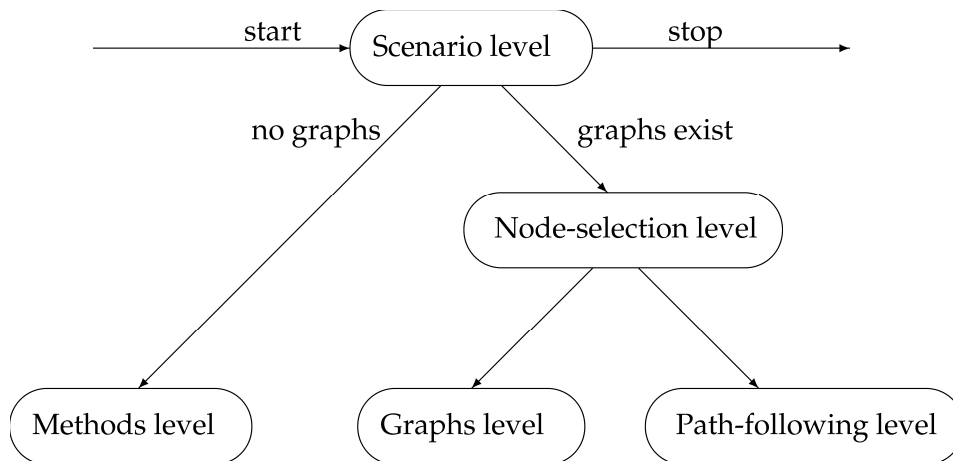 start
Scenario level
stop
no graphs
graphs exist
Node-selection level
Methods level
Graphs level
Path-following level